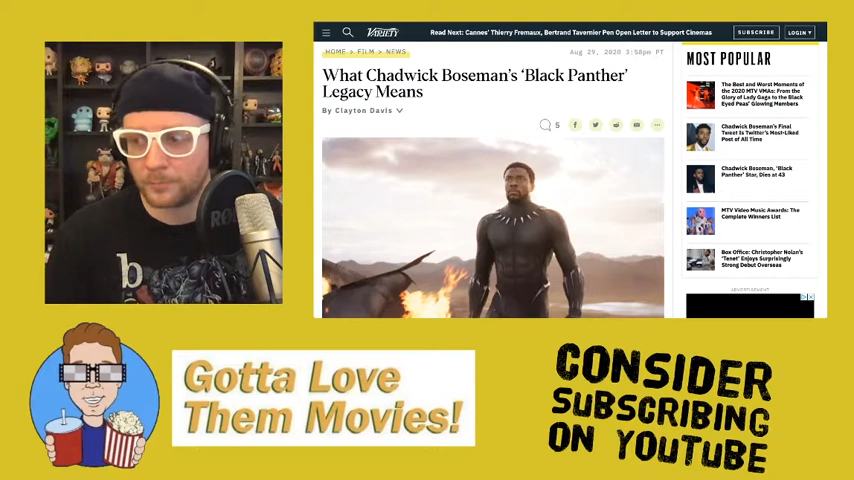 VARIETY
Read Next: Cannes' Thierry Fremaux, Bertrand Tavernier Pen Open Letter to Support Cinemas
SUBSCRIBE
LOGIN
HOME > FILM > NEWS
Aug 29, 2020 3:58pm PT
What Chadwick Boseman's 'Black Panther'
Legacy Means
By Clayton Davis
5
MOST POPULAR
The Best and Worst Moments of
the 2020 MTV VMAs: From the
Glory of Lady Gaga to the Black
Eyed Peas' Glowing Members
Chadwick Boseman's Final
Tweet Is Twitter's Most-Liked
Post of All Time
Chadwick Boseman, 'Black
Panther' Star, Dies at 43
MTV Video Music Awards: The
Complete Winners List
Box Office: Christopher Nolan's
'Tenet' Enjoys Surprisingly
Strong Debut Overseas
ADVERTISEMENT
b
Gotta Love
Them Movies!
CONSIDER
SUBSCRIBING
ON YOUTUBE